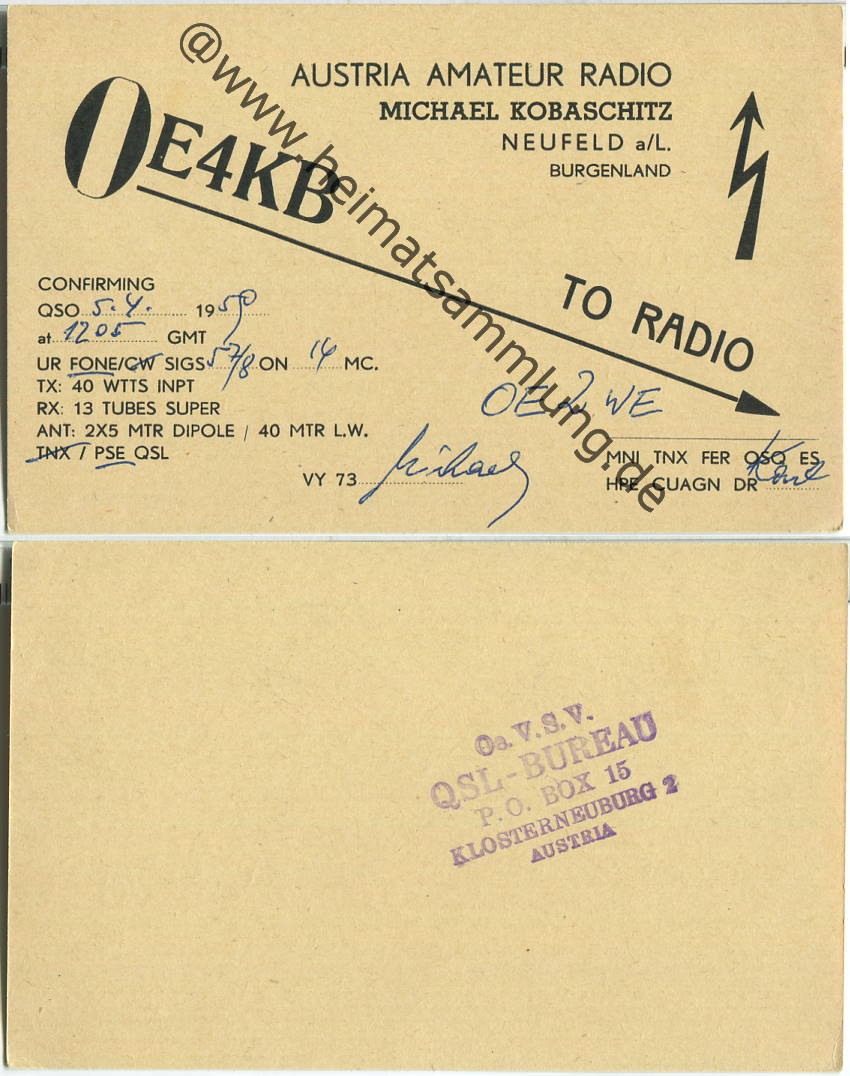 AUSTRIA AMATEUR RADIO
MICHAEL KOBASCHITZ
NEUFELD a/L.
BURGENLAND
OE4KB
TO RADIO
OE2WE
CONFIRMING
QSO 5.4. 1950
at 1205 GMT
UR FONE/CW SIGS 57/8 ON 14 MC.
TX: 40 WTTS INPT
RX: 13 TUBES SUPER
ANT: 2X5 MTR DIPOLE / 40 MTR L.W.
TNX / PSE QSL
VY 73 Michael
MNI TNX FER QSO ES
HPE CUAGN DR
@www.heimatsammlung.de
Oe. V. S. V.
QSL-BUREAU
P.O. BOX 15
KLOSTERNEUBURG 2
AUSTRIA